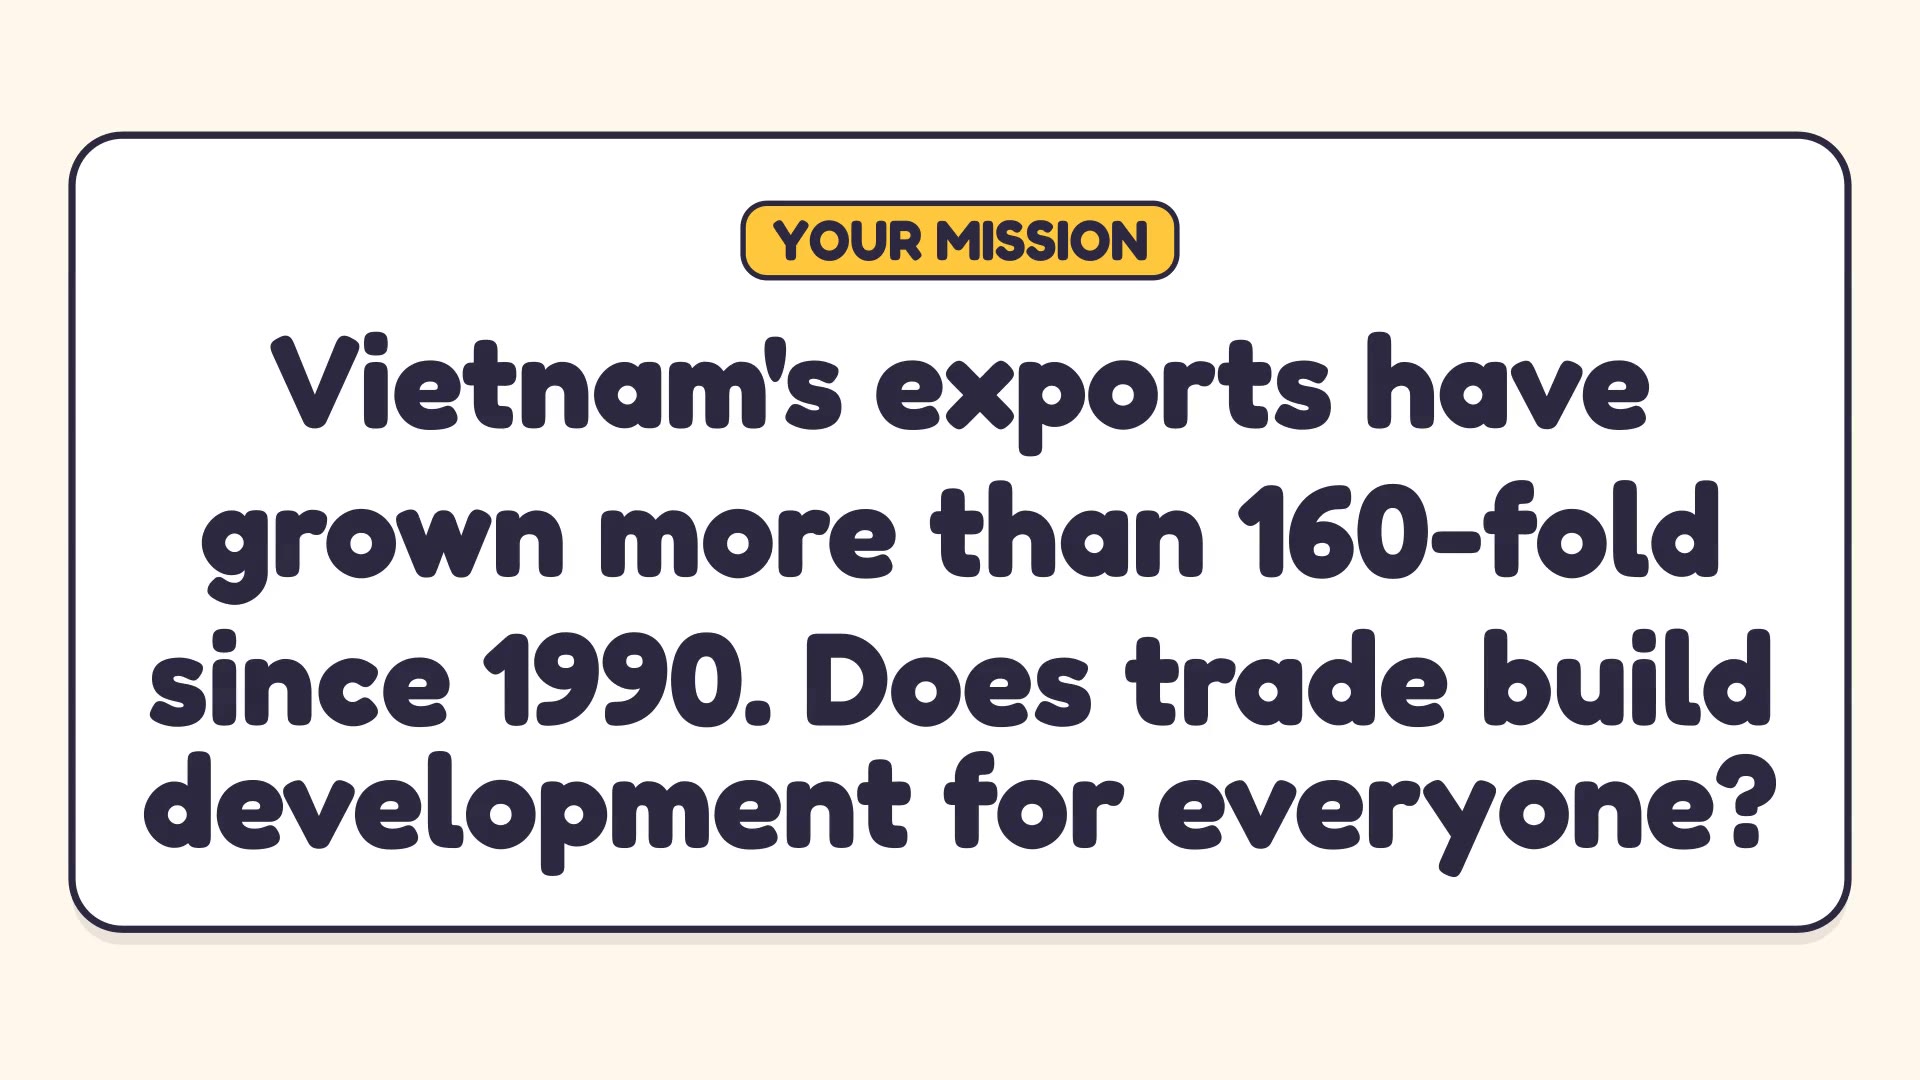 YOUR MISSION
Vietnam's exports have
grown more than 160-fold
since 1990. Does trade build
development for everyone?